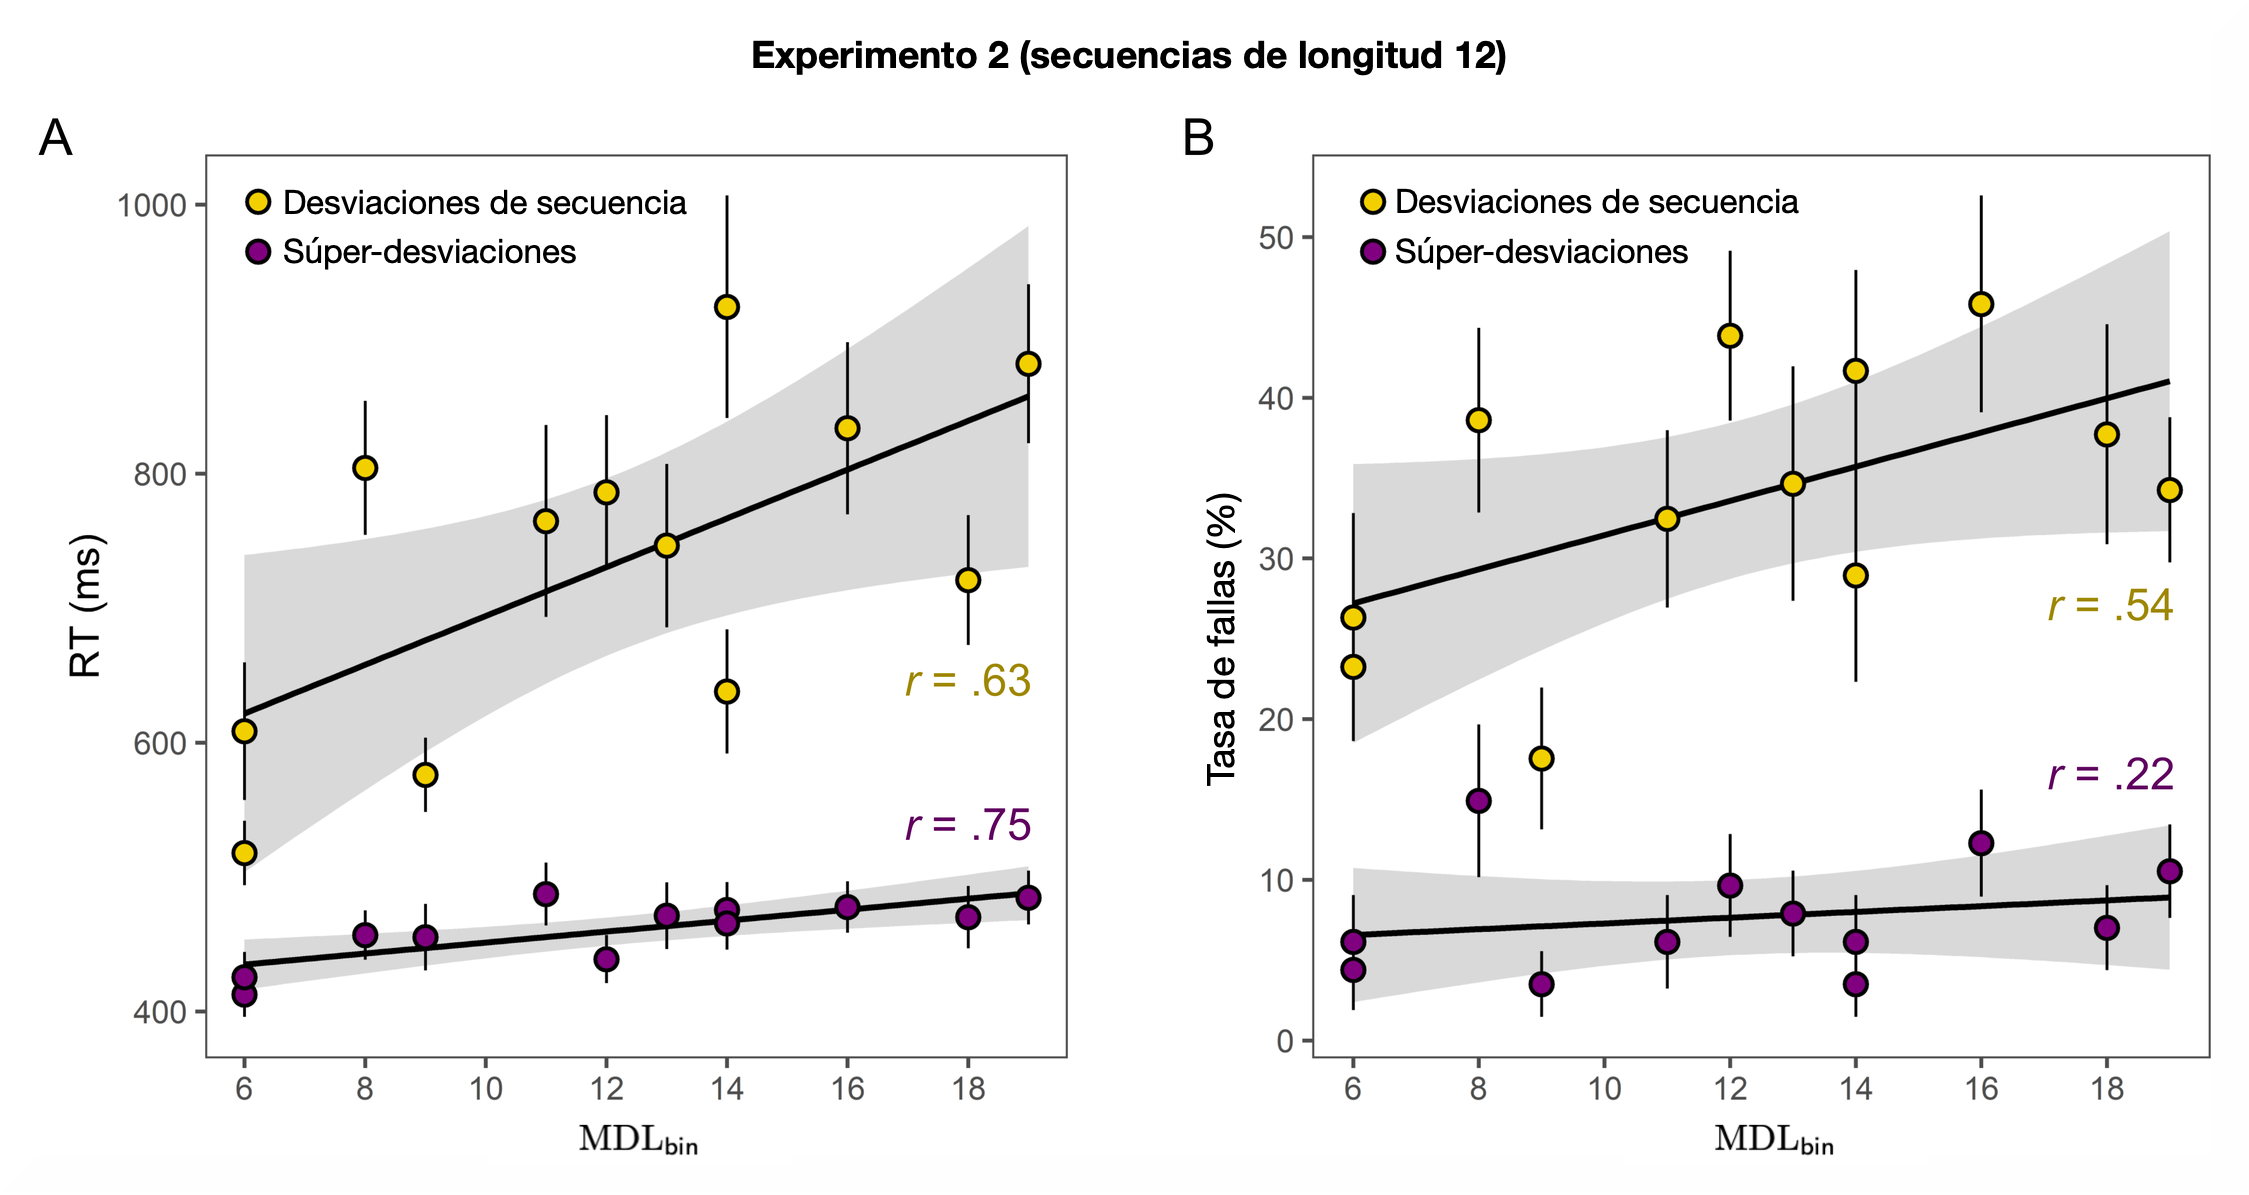 Experimento 2 (secuencias de longitud 12)
A
Desviaciones de secuencia
Súper-desviaciones
1000
800
600
400
RT (ms)
r = .63
r = .75
6 8 10 12 14 16 18
MDLbin
B
Desviaciones de secuencia
Súper-desviaciones
50
40
30
20
10
0
Tasa de fallas (%)
r = .54
r = .22
6 8 10 12 14 16 18
MDLbin